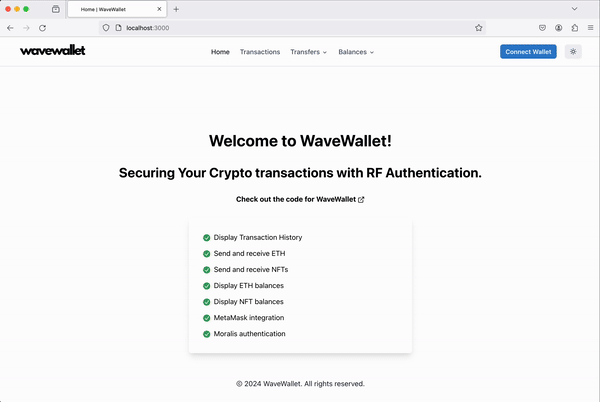 Home | WaveWallet
localhost:3000
wavewallet
Home Transactions Transfers Balances
Connect Wallet
Welcome to WaveWallet!
Securing Your Crypto transactions with RF Authentication.
Check out the code for WaveWallet
Display Transaction History
Send and receive ETH
Send and receive NFTs
Display ETH balances
Display NFT balances
MetaMask integration
Moralis authentication
© 2024 WaveWallet. All rights reserved.